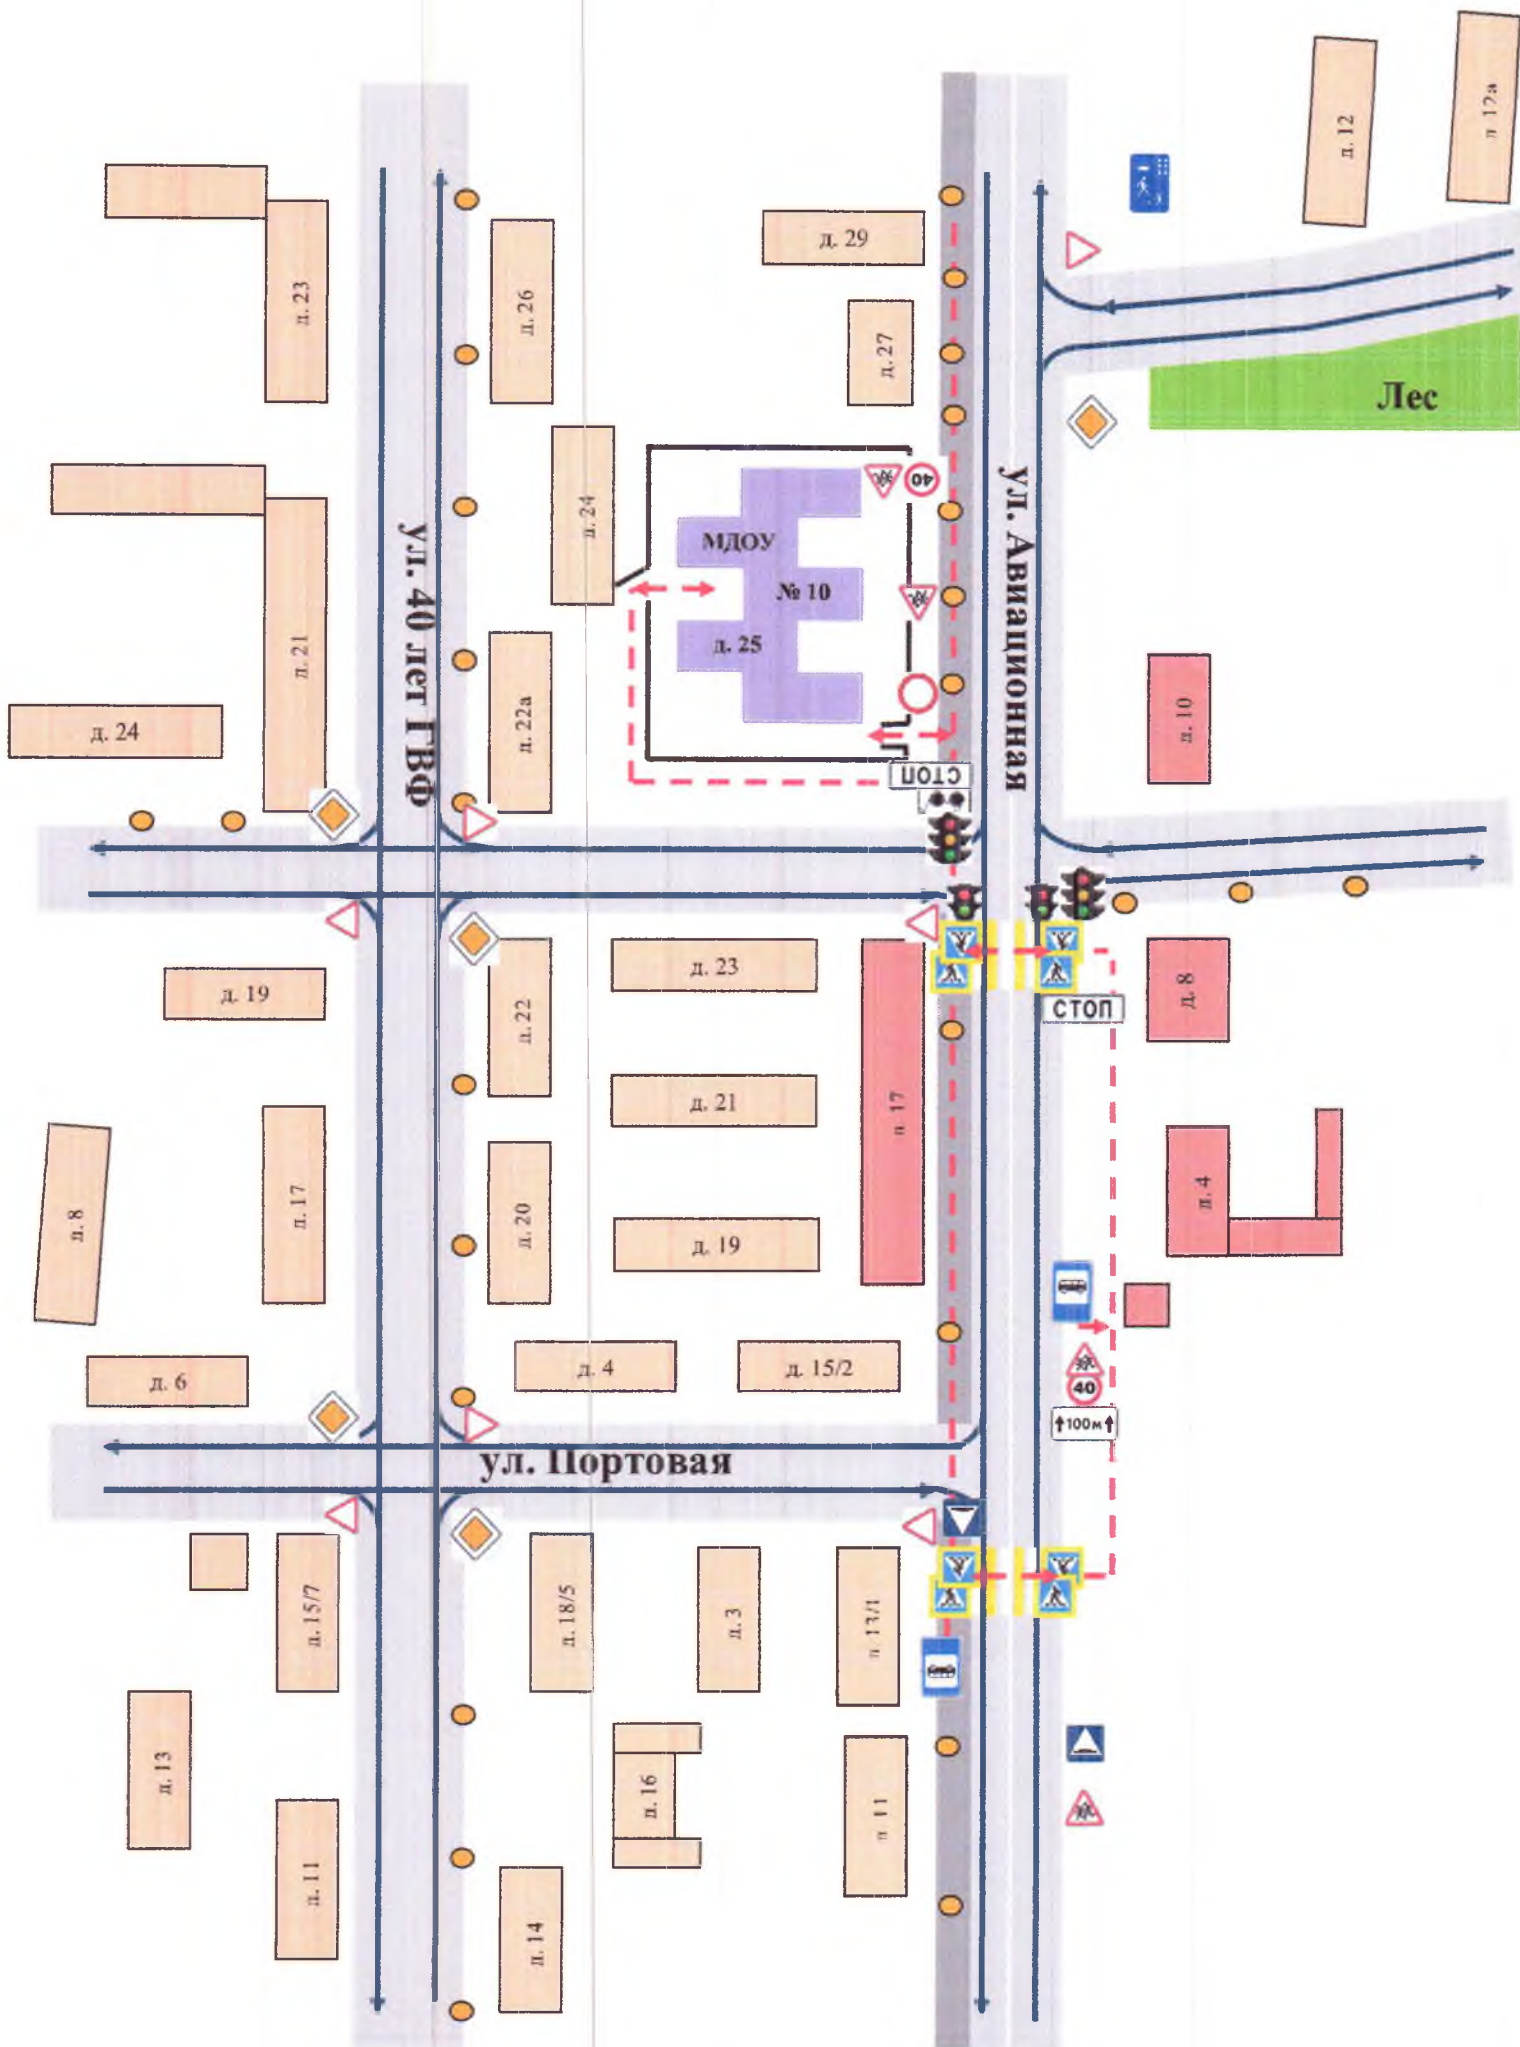 д. 12
д. 12а
д. 29
д. 23
д. 26
д. 27
Лес
д. 24
МДОУ
№ 10
д. 25
40
ул. 40 лет ГВФ
ул. Авиационная
д. 21
д. 24
д. 22а
д. 10
СТОП
д. 19
д. 22
д. 23
д. 17
СТОП
д. 8
д. 21
д. 8
д. 17
д. 20
д. 19
д. 4
д. 6
д. 4
д. 15/2
40
100м
ул. Портовая
д. 15/7
д. 18/5
д. 3
д. 13/1
д. 13
д. 16
д. 11
д. 11
д. 14